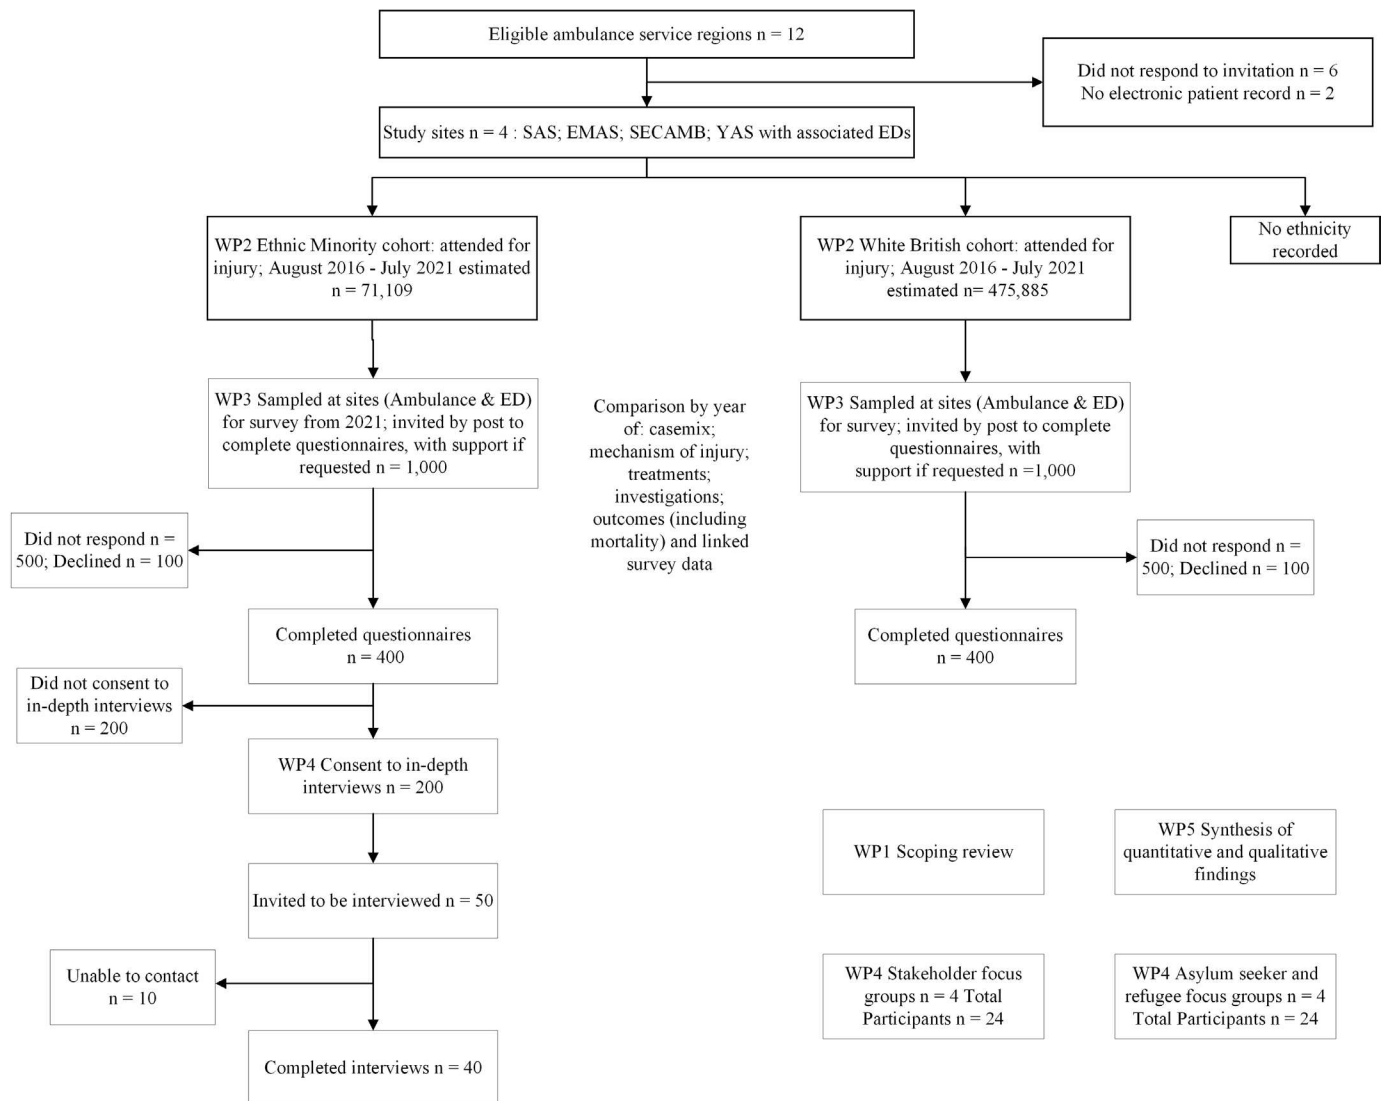 Eligible ambulance service regions n = 12
Did not respond to invitation n = 6
No electronic patient record n = 2
Study sites n = 4 : SAS; EMAS; SECAMB; YAS with associated EDs
WP2 Ethnic Minority cohort: attended for
injury; August 2016 - July 2021 estimated
n = 71,109
WP2 White British cohort: attended for
injury; August 2016 - July 2021
estimated n= 475,885
No ethnicity
recorded
WP3 Sampled at sites (Ambulance & ED)
for survey from 2021; invited by post to
complete questionnaires, with support if
requested n = 1,000
Comparison by year
of: casemix;
mechanism of injury;
treatments;
investigations;
outcomes (including
mortality) and linked
survey data
WP3 Sampled at sites (Ambulance & ED)
for survey; invited by post to complete
questionnaires, with
support if requested n =1,000
Did not respond n =
500; Declined n = 100
Did not respond n =
500; Declined n = 100
Completed questionnaires
n = 400
Completed questionnaires
n = 400
Did not consent to
in-depth interviews
n = 200
WP4 Consent to in-depth
interviews n = 200
Invited to be interviewed n = 50
Unable to contact
n = 10
Completed interviews n = 40
WP1 Scoping review
WP5 Synthesis of
quantitative and qualitative
findings
WP4 Stakeholder focus
groups n = 4 Total
Participants n = 24
WP4 Asylum seeker and
refugee focus groups n = 4
Total Participants n = 24